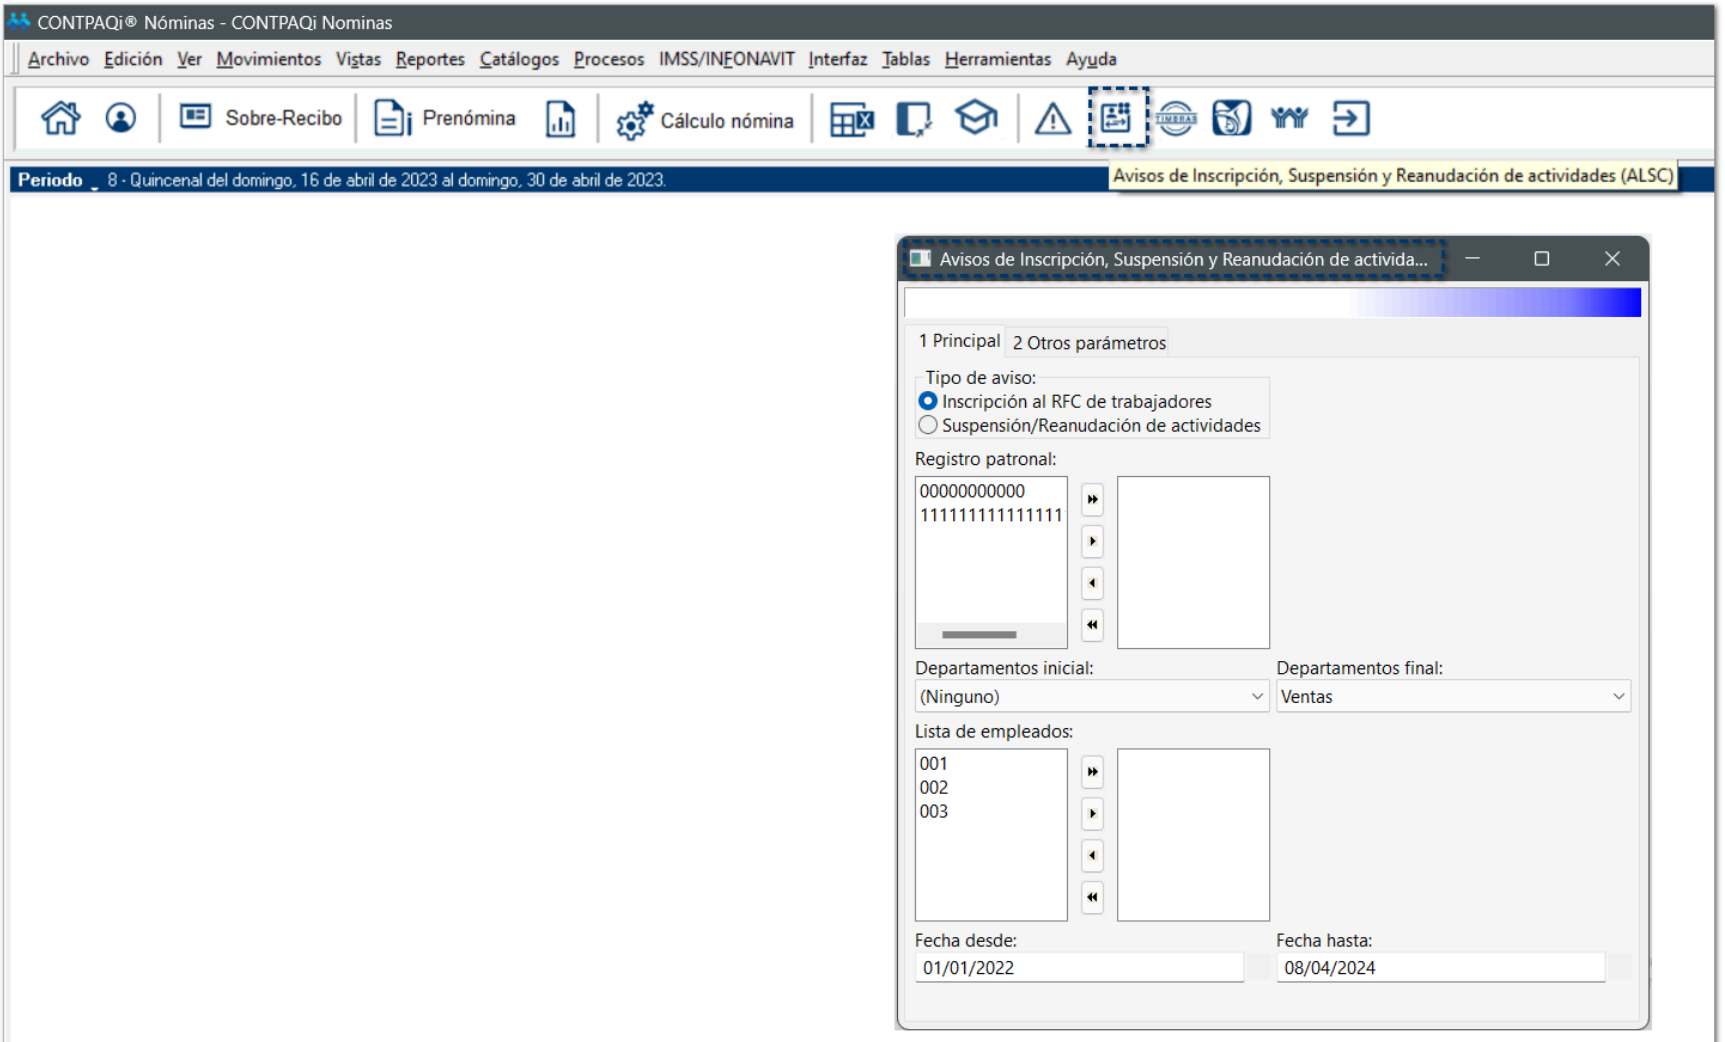 CONTPAQi® Nóminas - CONTPAQi Nominas
Archivo Edición Ver Movimientos Vistas Reportes Catálogos Procesos IMSS/INFONAVIT Interfaz Tablas Herramientas Ayuda
Sobre-Recibo Prenómina Cálculo nómina TIMBRAR
Avisos de Inscripción, Suspensión y Reanudación de actividades (ALSC)
Periodo 8 - Quincenal del domingo, 16 de abril de 2023 al domingo, 30 de abril de 2023.
Avisos de Inscripción, Suspensión y Reanudación de activida...
1 Principal 2 Otros parámetros
Tipo de aviso:
Inscripción al RFC de trabajadores
Suspensión/Reanudación de actividades
Registro patronal:
00000000000
111111111111111
Departamentos inicial: Departamentos final:
(Ninguno) Ventas
Lista de empleados:
001
002
003
Fecha desde: Fecha hasta:
01/01/2022 08/04/2024